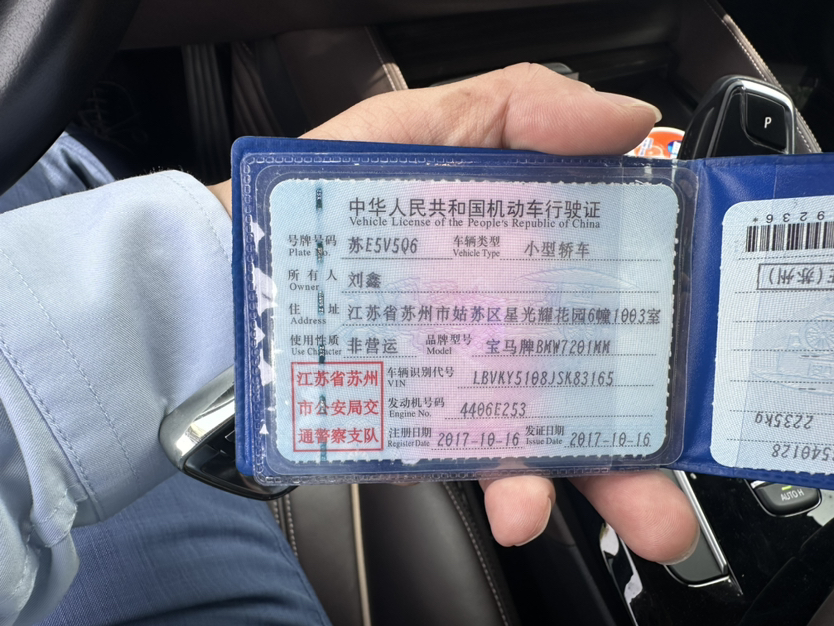 中华人民共和国机动车行驶证
Vehicle License of the People's Republic of China
号牌号码 Plate No. 苏E5V5Q6 车辆类型 Vehicle Type 小型轿车
所有人 Owner 刘鑫
住址 Address 江苏省苏州市姑苏区星光耀花园6幢1003室
使用性质 Use Character 非营运 品牌型号 Model 宝马牌BMW7201MM
江苏省苏州
市公安局交
通警察支队
车辆识别代号 VIN LBVKY5108JSK83165
发动机号码 Engine No. 4406E253
注册日期 Register Date 2017-10-16 发证日期 Issue Date 2017-10-16
9236*
(苏州)
2235kg
540128
P
AUTO H